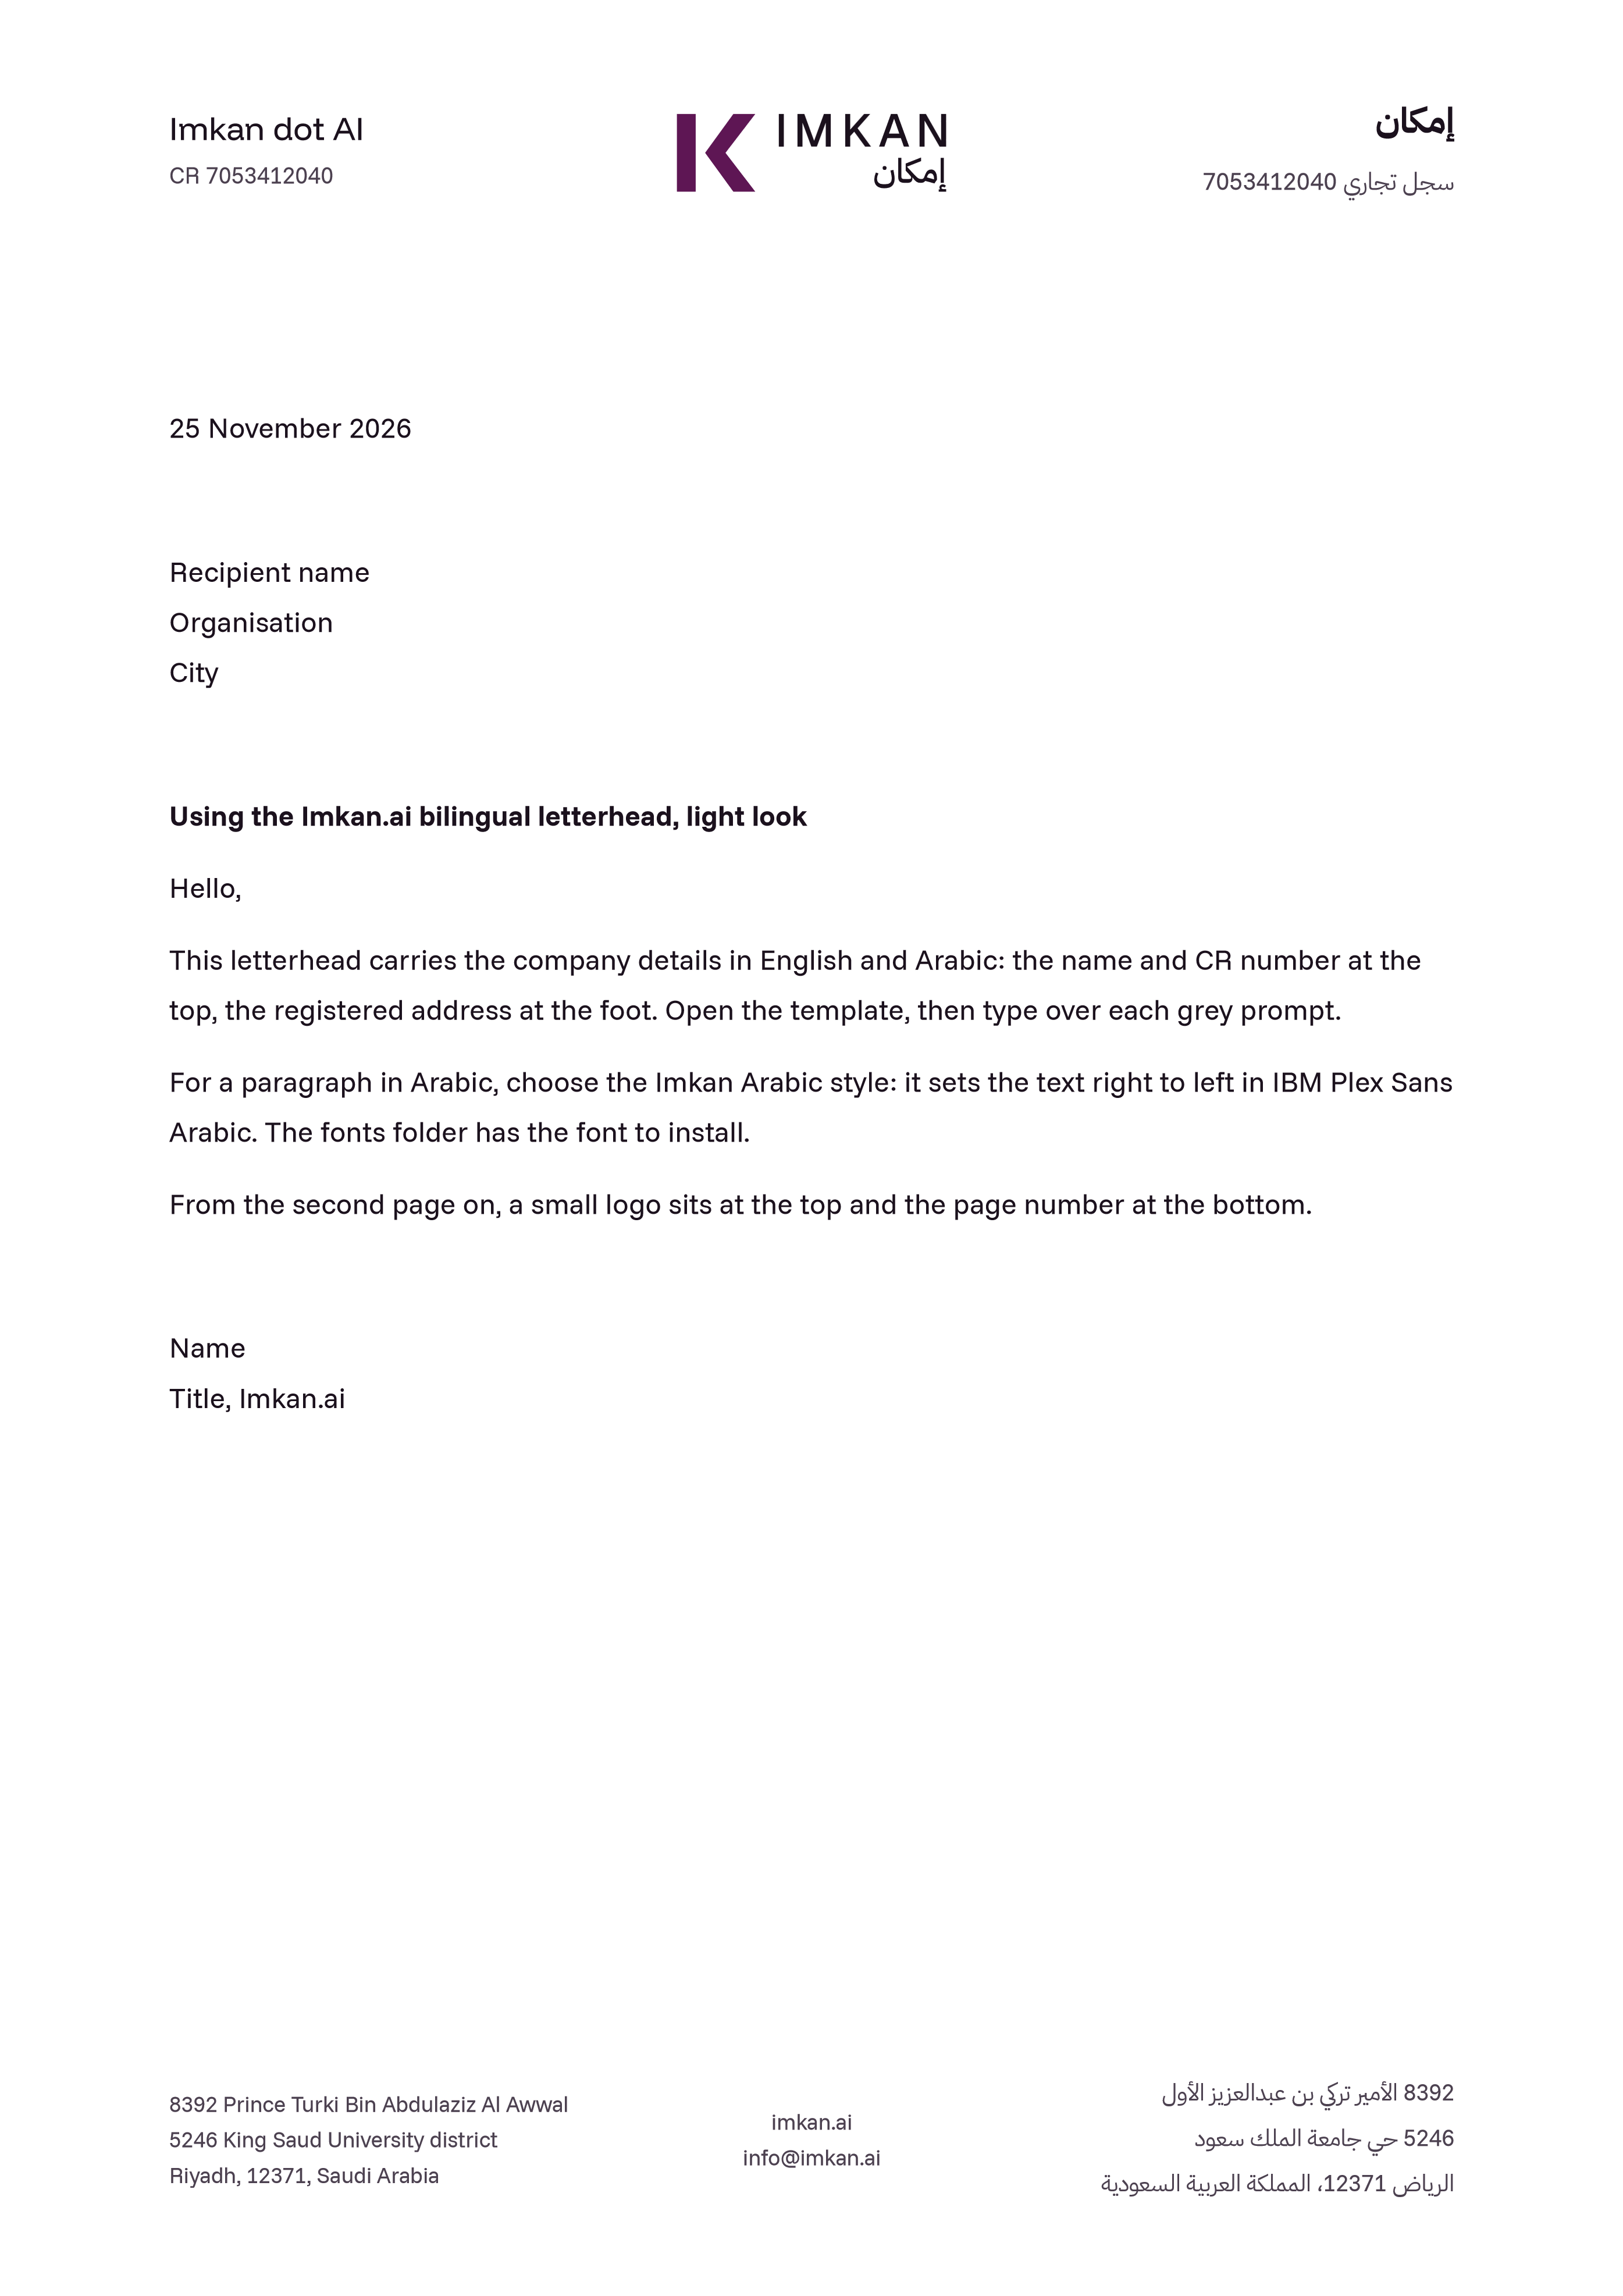 Imkan dot AI
CR 7053412040
IMKAN
إمكان
إمكان
سجل تجاري 7053412040
25 November 2026
Recipient name
Organisation
City
Using the Imkan.ai bilingual letterhead, light look
Hello,
This letterhead carries the company details in English and Arabic: the name and CR number at the
top, the registered address at the foot. Open the template, then type over each grey prompt.
For a paragraph in Arabic, choose the Imkan Arabic style: it sets the text right to left in IBM Plex Sans
Arabic. The fonts folder has the font to install.
From the second page on, a small logo sits at the top and the page number at the bottom.
Name
Title, Imkan.ai
8392 Prince Turki Bin Abdulaziz Al Awwal
5246 King Saud University district
Riyadh, 12371, Saudi Arabia
imkan.ai
info@imkan.ai
8392 الأمير تركي بن عبدالعزيز الأول
5246 حي جامعة الملك سعود
الرياض 12371، المملكة العربية السعودية